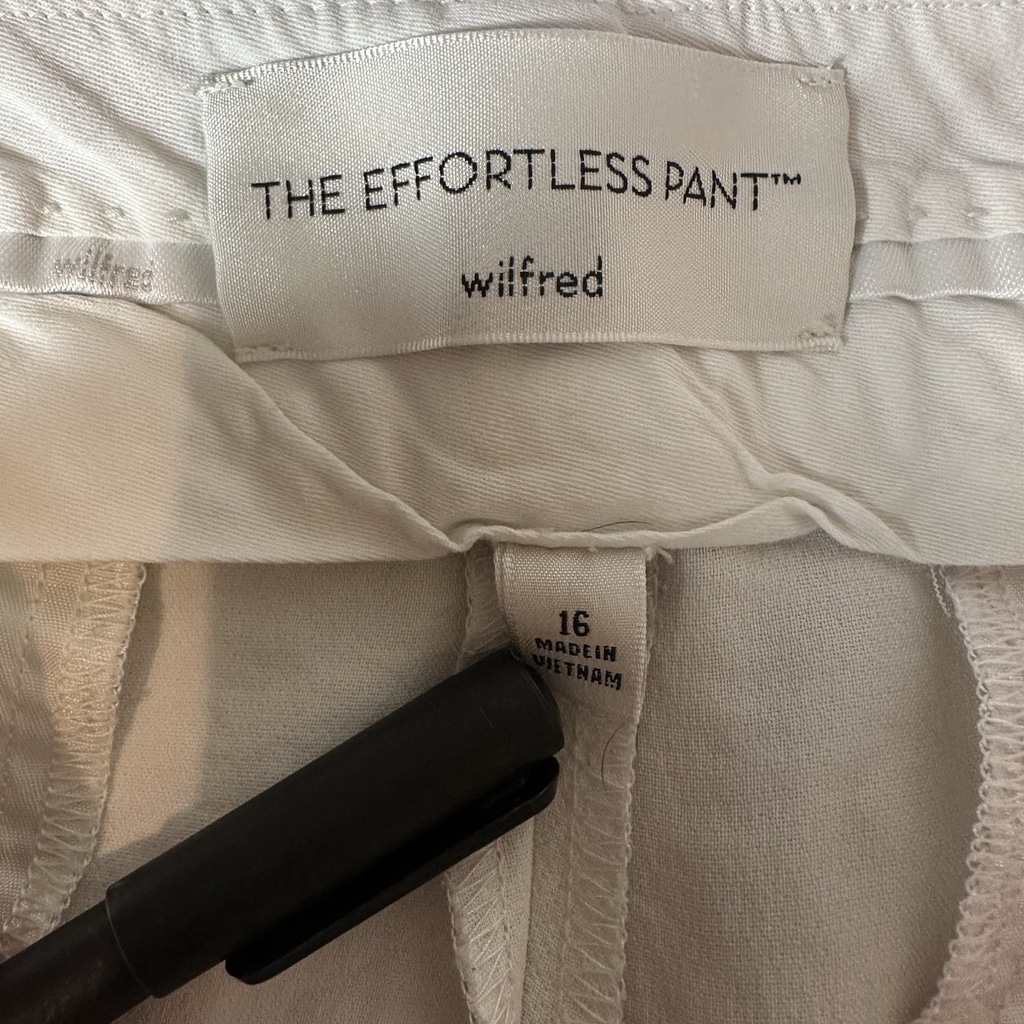 THE EFFORTLESS PANT™
wilfred
wilfred
16
MADE IN
VIETNAM